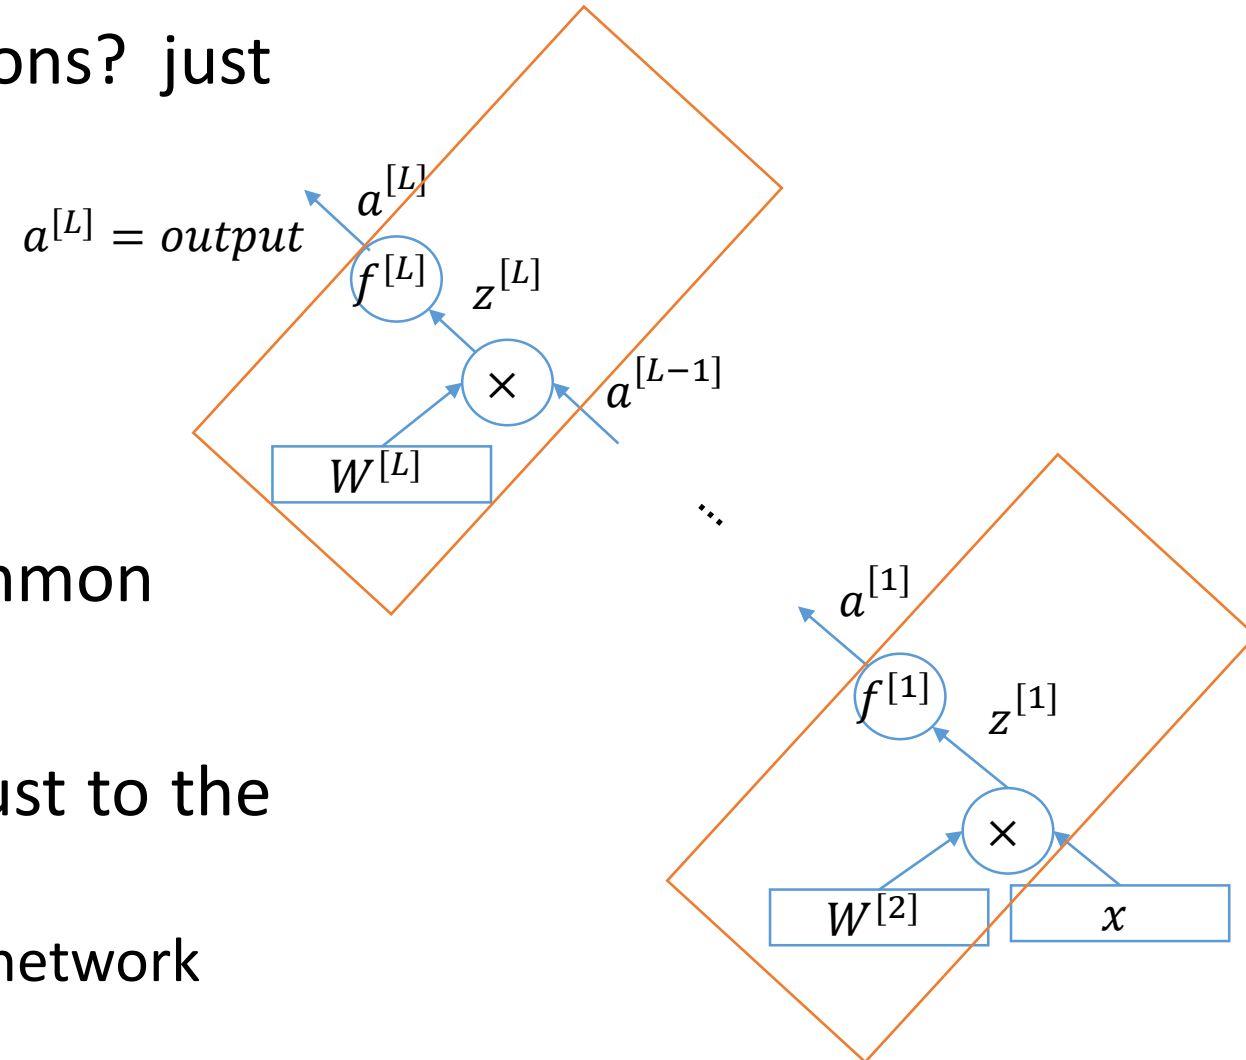 ons? just
a^{[L]}
a^{[L]} = output
f^{[L]}
z^{[L]}
×
a^{[L−1]}
W^{[L]}
⋱
mmon
a^{[1]}
f^{[1]}
z^{[1]}
ust to the
×
W^{[2]}
x
network